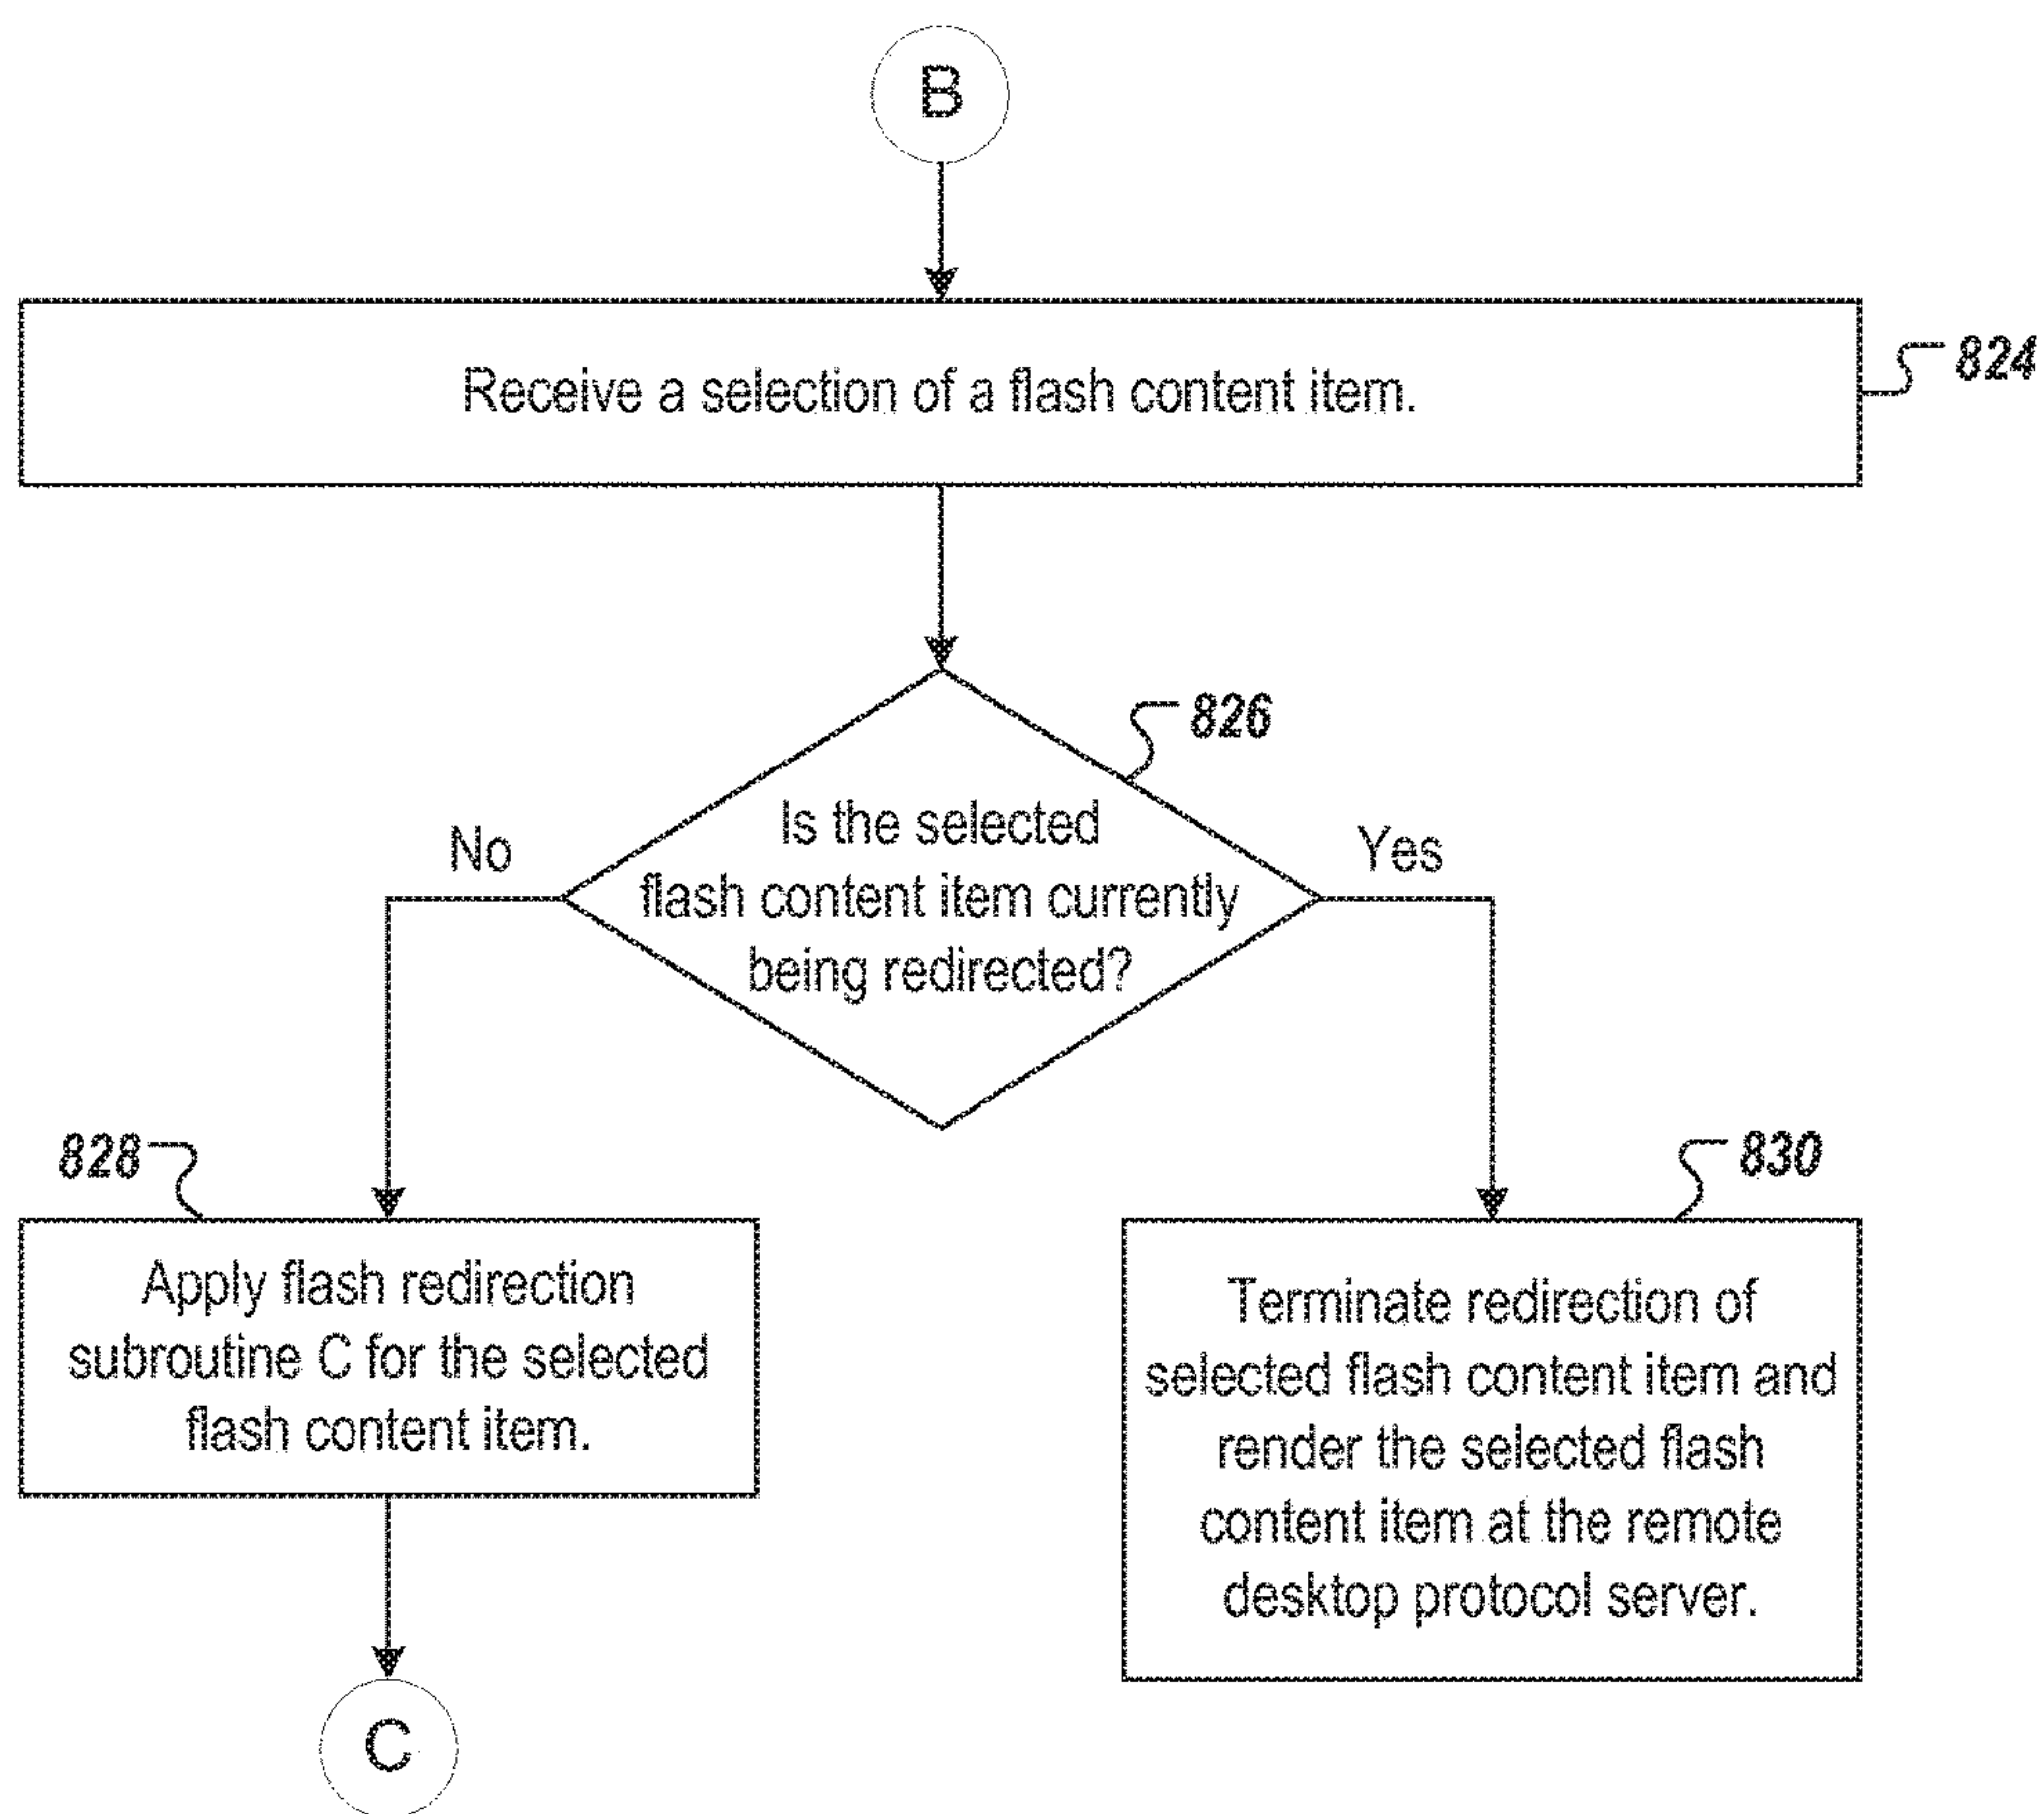 B
Receive a selection of a flash content item.
824
826
Is the selected
flash content item currently
being redirected?
No
Yes
828
Apply flash redirection
subroutine C for the selected
flash content item.
830
Terminate redirection of
selected flash content item and
render the selected flash
content item at the remote
desktop protocol server.
C